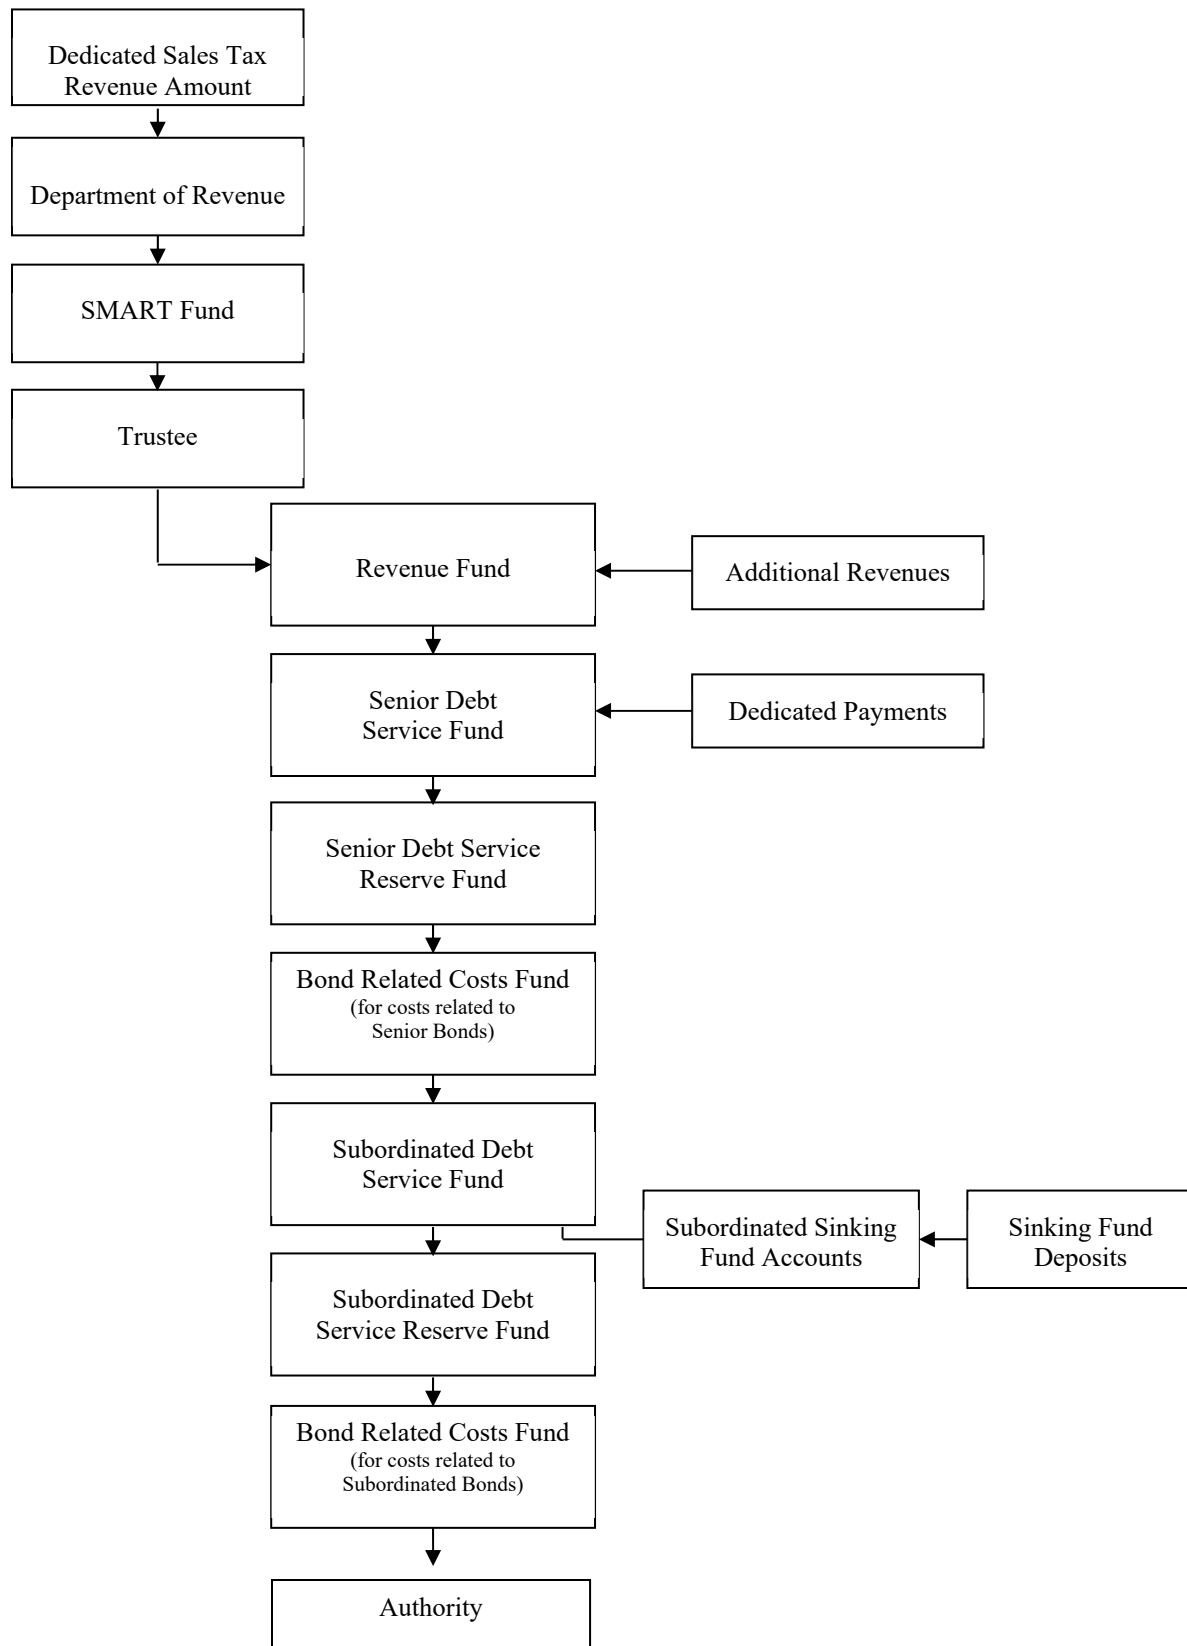 Dedicated Sales Tax
Revenue Amount
Department of Revenue
SMART Fund
Trustee
Revenue Fund
Additional Revenues
Senior Debt
Service Fund
Dedicated Payments
Senior Debt Service
Reserve Fund
Bond Related Costs Fund
(for costs related to
Senior Bonds)
Subordinated Debt
Service Fund
Subordinated Sinking
Fund Accounts
Sinking Fund
Deposits
Subordinated Debt
Service Reserve Fund
Bond Related Costs Fund
(for costs related to
Subordinated Bonds)
Authority